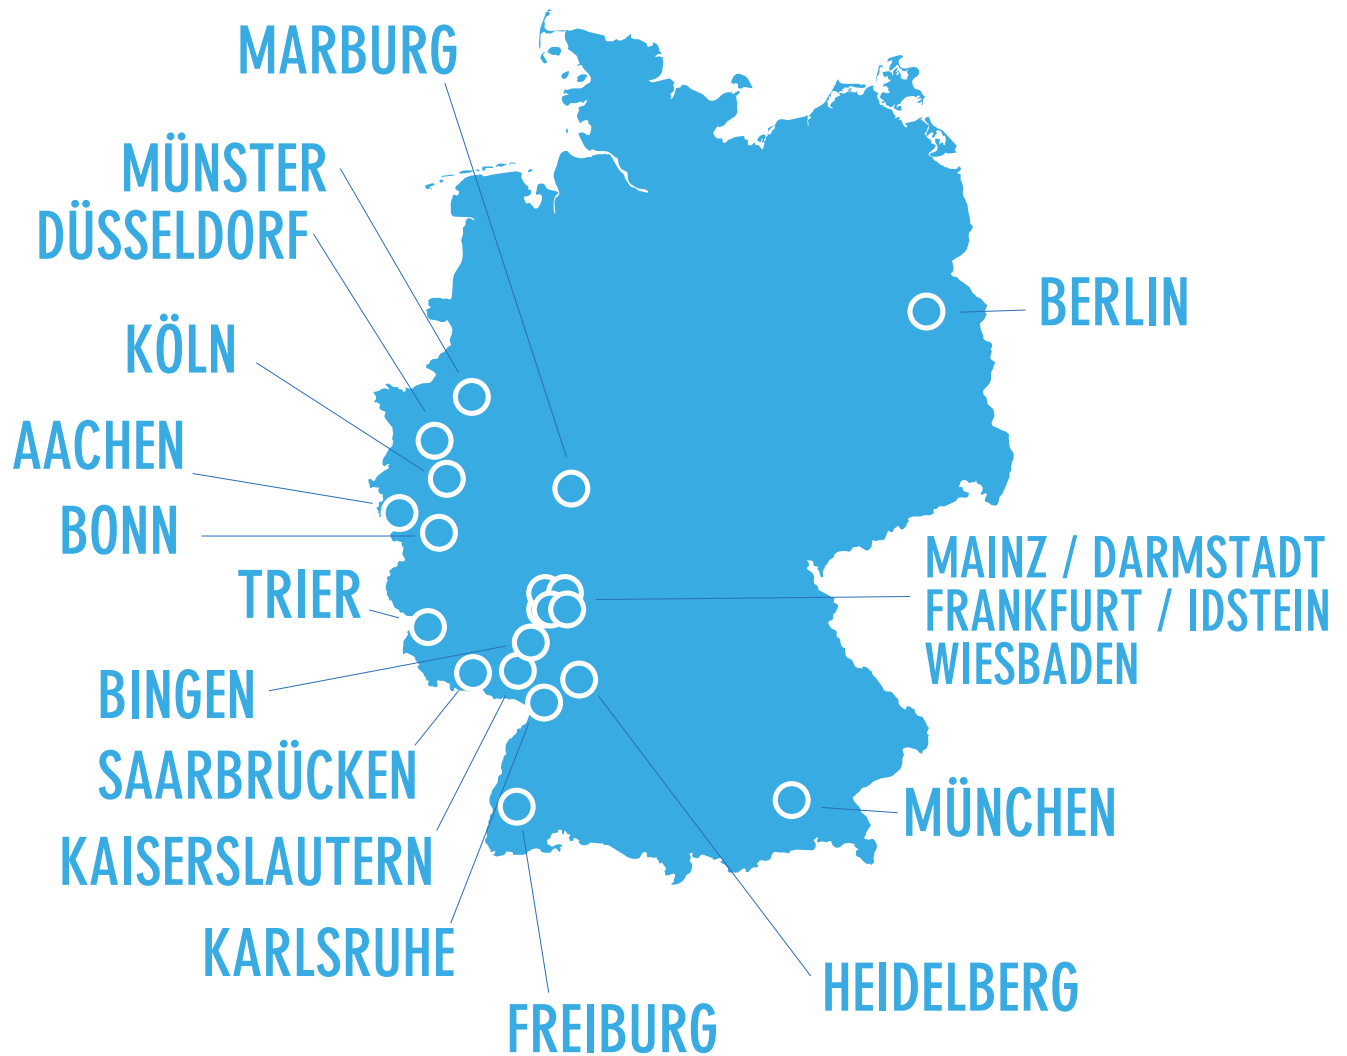 MARBURG
MÜNSTER
DÜSSELDORF
KÖLN
AACHEN
BONN
TRIER
BINGEN
SAARBRÜCKEN
KAISERSLAUTERN
KARLSRUHE
FREIBURG
HEIDELBERG
MÜNCHEN
MAINZ / DARMSTADT
FRANKFURT / IDSTEIN
WIESBADEN
BERLIN